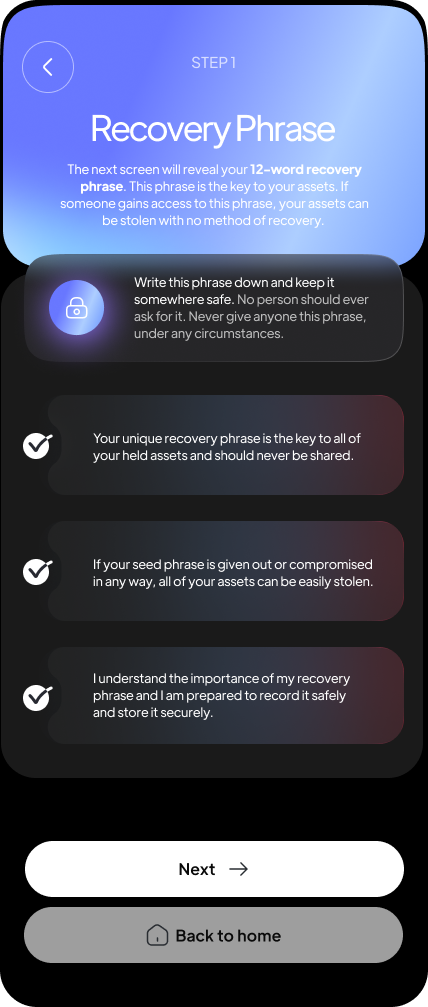 STEP 1
Recovery Phrase
The next screen will reveal your 12-word recovery
phrase. This phrase is the key to your assets. If
someone gains access to this phrase, your assets can
be stolen with no method of recovery.
Write this phrase down and keep it
somewhere safe. No person should ever
ask for it. Never give anyone this phrase,
under any circumstances.
Your unique recovery phrase is the key to all of
your held assets and should never be shared.
If your seed phrase is given out or compromised
in any way, all of your assets can be easily stolen.
I understand the importance of my recovery
phrase and I am prepared to record it safely
and store it securely.
Next
Back to home